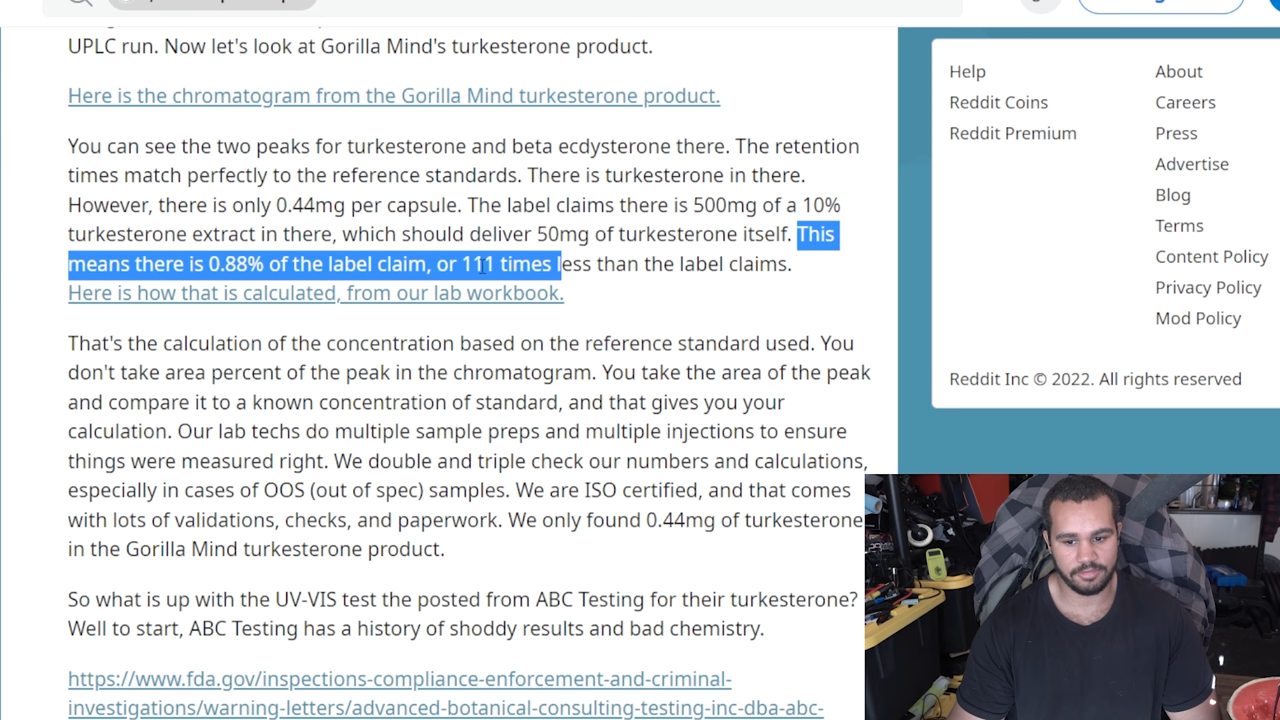 UPLC run. Now let's look at Gorilla Mind's turkesterone product.
Here is the chromatogram from the Gorilla Mind turkesterone product.
You can see the two peaks for turkesterone and beta ecdysterone there. The retention
times match perfectly to the reference standards. There is turkesterone in there.
However, there is only 0.44mg per capsule. The label claims there is 500mg of a 10%
turkesterone extract in there, which should deliver 50mg of turkesterone itself. This
means there is 0.88% of the label claim, or 111 times less than the label claims.
Here is how that is calculated, from our lab workbook.
That's the calculation of the concentration based on the reference standard used. You
don't take area percent of the peak in the chromatogram. You take the area of the peak
and compare it to a known concentration of standard, and that gives you your
calculation. Our lab techs do multiple sample preps and multiple injections to ensure
things were measured right. We double and triple check our numbers and calculations,
especially in cases of OOS (out of spec) samples. We are ISO certified, and that comes
with lots of validations, checks, and paperwork. We only found 0.44mg of turkesterone
in the Gorilla Mind turkesterone product.
So what is up with the UV-VIS test the posted from ABC Testing for their turkesterone?
Well to start, ABC Testing has a history of shoddy results and bad chemistry.
https://www.fda.gov/inspections-compliance-enforcement-and-criminal-
investigations/warning-letters/advanced-botanical-consulting-testing-inc-dba-abc-
Help
About
Reddit Coins
Careers
Reddit Premium
Press
Advertise
Blog
Terms
Content Policy
Privacy Policy
Mod Policy
Reddit Inc © 2022. All rights reserved